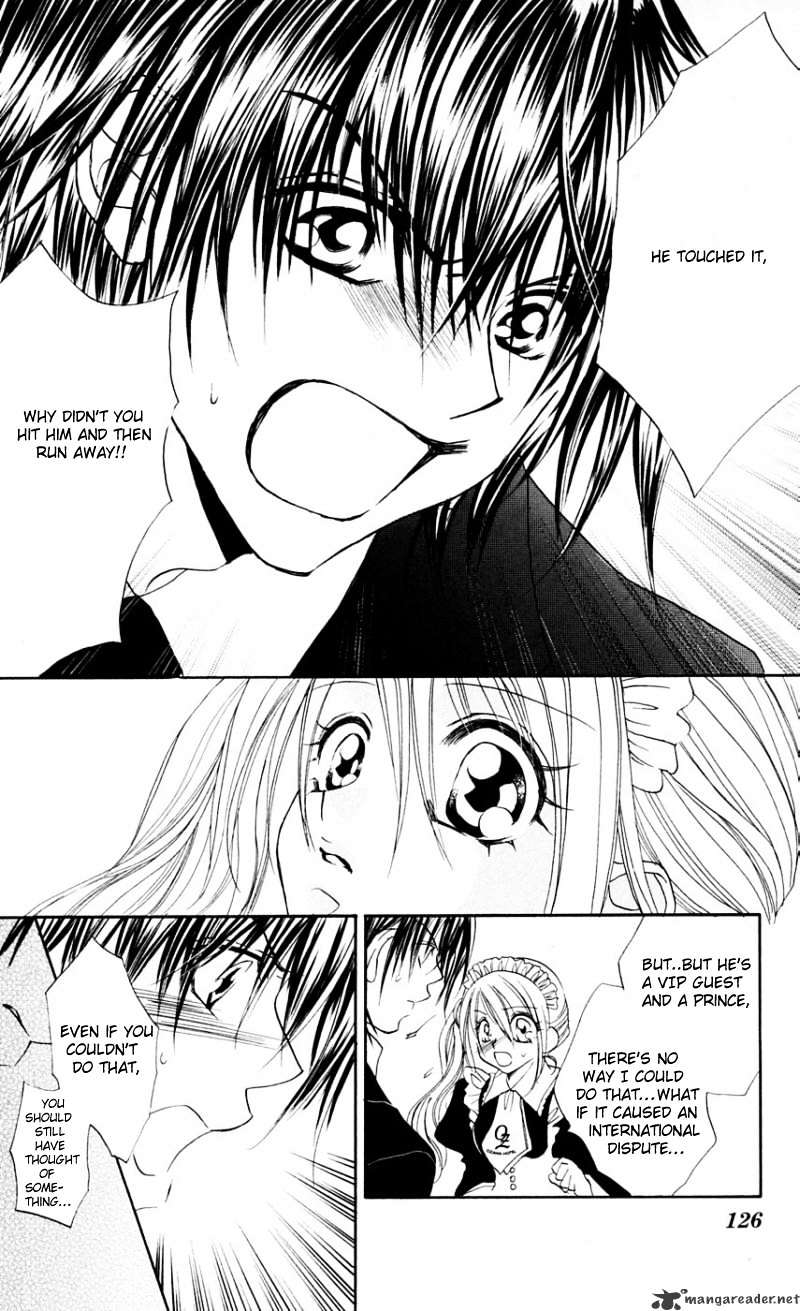 HE TOUCHED IT,
WHY DIDN'T YOU
HIT HIM AND THEN
RUN AWAY!!
BUT..BUT HE'S
A VIP GUEST
AND A PRINCE,
THERE'S NO
WAY I COULD
DO THAT...WHAT
IF IT CAUSED AN
INTERNATIONAL
DISPUTE...
EVEN IF YOU
COULDN'T
DO THAT,
YOU
SHOULD
STILL
HAVE
THOUGHT
OF
SOME-
THING...
126
mangareader.net